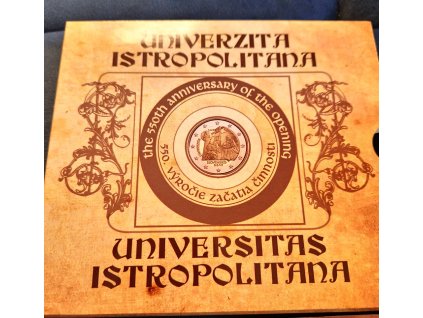 UNIVERZITA
ISTROPOLITANA
the 550th anniversary of the opening
550. výročie začatia činnosti
UNIVERSITAS
ISTROPOLITANA